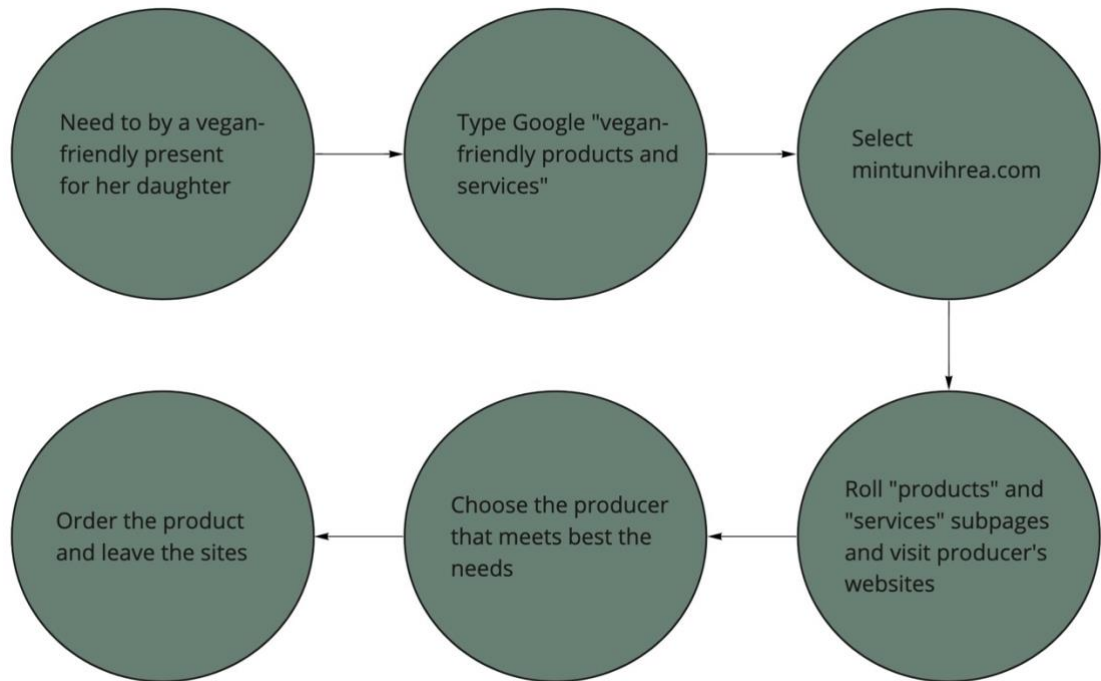 Need to by a vegan-
friendly present
for her daughter
Type Google "vegan-
friendly products and
services"
Select
mintunvihrea.com
Roll "products" and
"services" subpages
and visit producer's
websites
Choose the producer
that meets best the
needs
Order the product
and leave the sites